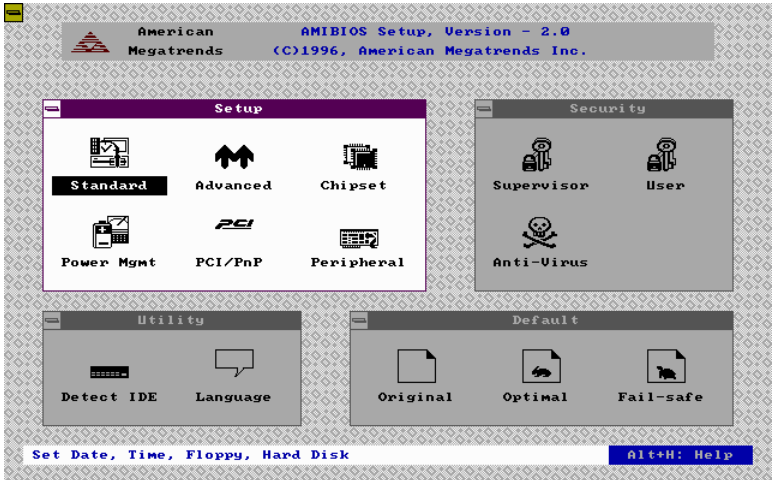 American
Megatrends
AMIBIOS Setup, Version - 2.0
(C)1996, American Megatrends Inc.
Setup
Security
Standard
Advanced
Chipset
Supervisor
User
PCI
Power Mgmt
PCI/PnP
Peripheral
Anti-Virus
Utility
Default
Detect IDE
Language
Original
Optimal
Fail-safe
Set Date, Time, Floppy, Hard Disk
Alt+H: Help